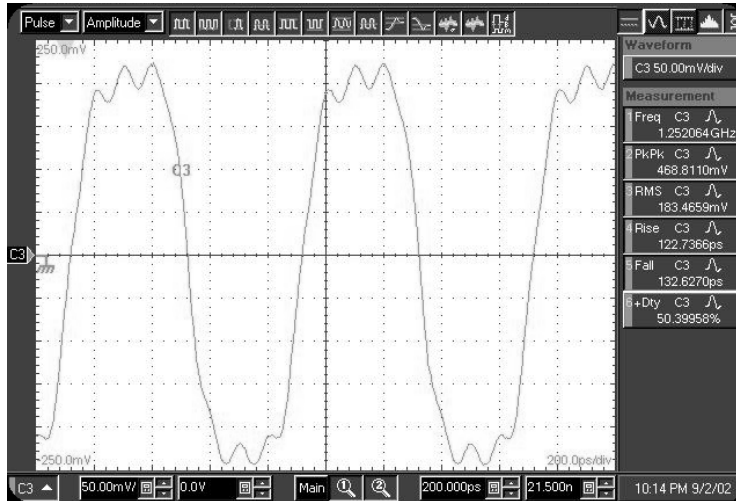 Pulse Amplitude
250.0mV
C3
C3
-250.0mV
200.0ps/div
Waveform
C3 50.00mV/div
Measurement
1 Freq C3
1.252064GHz
2 PkPk C3
468.8110mV
3 RMS C3
183.4659mV
4 Rise C3
122.7366ps
5 Fall C3
132.6270ps
6 +Dty C3
50.39958%
C3 50.00mV/ 0.0V Main 1 2 200.000ps 21.500n 10:14 PM 9/2/02